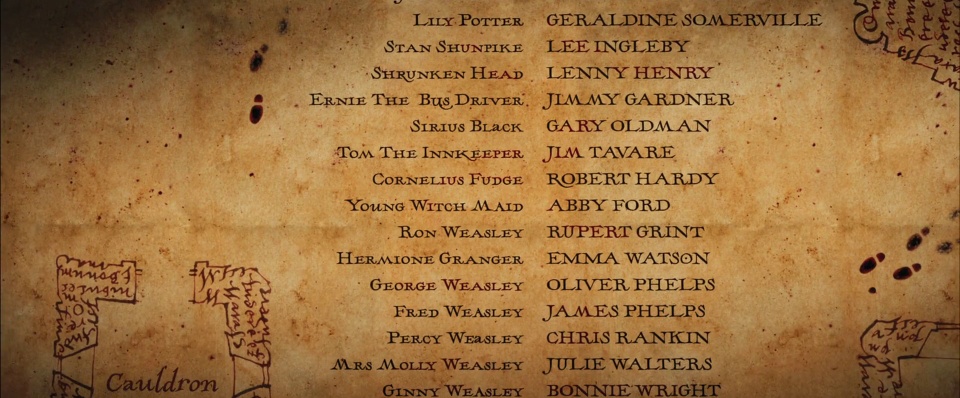 Lily Potter GERALDINE SOMERVILLE
Stan Shunpike LEE INGLEBY
Shrunken Head LENNY HENRY
Ernie The Bus Driver JIMMY GARDNER
Sirius Black GARY OLDMAN
Tom The Innkeeper JIM TAVARE
Cornelius Fudge ROBERT HARDY
Young Witch Maid ABBY FORD
Ron Weasley RUPERT GRINT
Hermione Granger EMMA WATSON
George Weasley OLIVER PHELPS
Fred Weasley JAMES PHELPS
Percy Weasley CHRIS RANKIN
Mrs Molly Weasley JULIE WALTERS
Cauldron
Ginny Weasley BONNIE WRIGHT